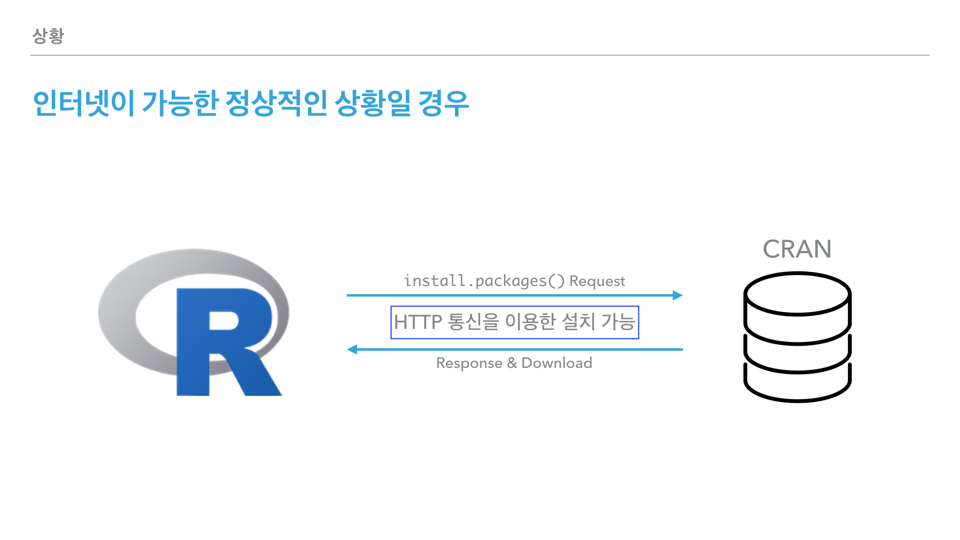 상황
인터넷이 가능한 정상적인 상황일 경우
CRAN
install.packages() Request
HTTP 통신을 이용한 설치 가능
Response & Download
R